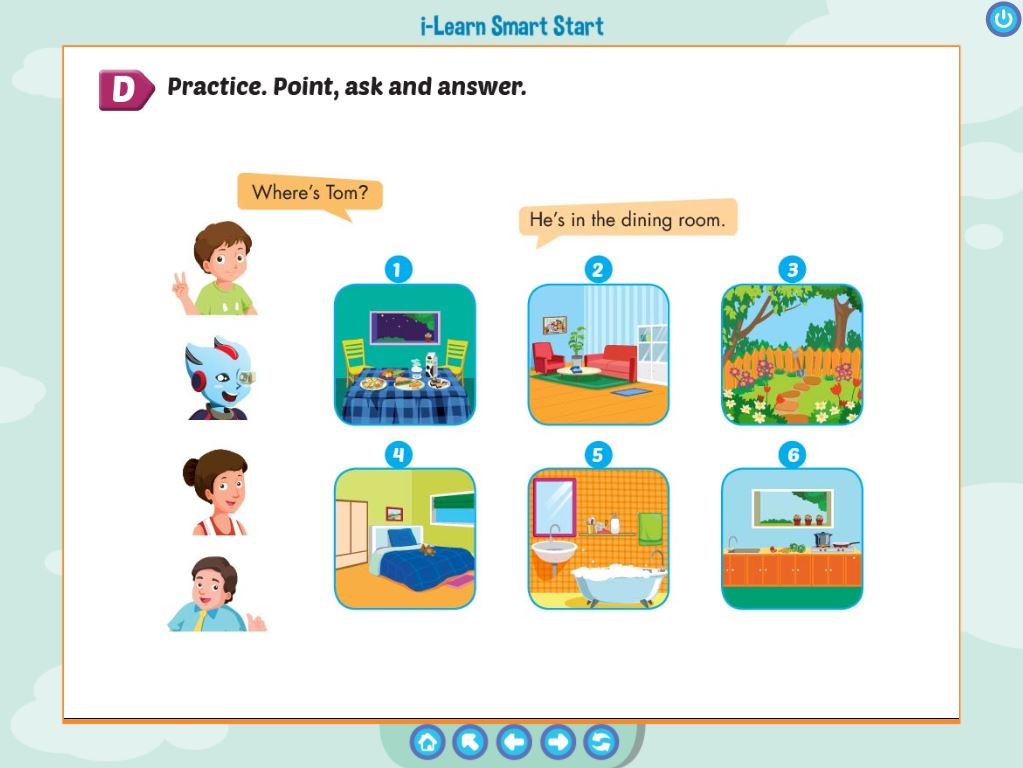 i-Learn Smart Start
D Practice. Point, ask and answer.
Where's Tom?
He's in the dining room.
1 2 3
4 5 6